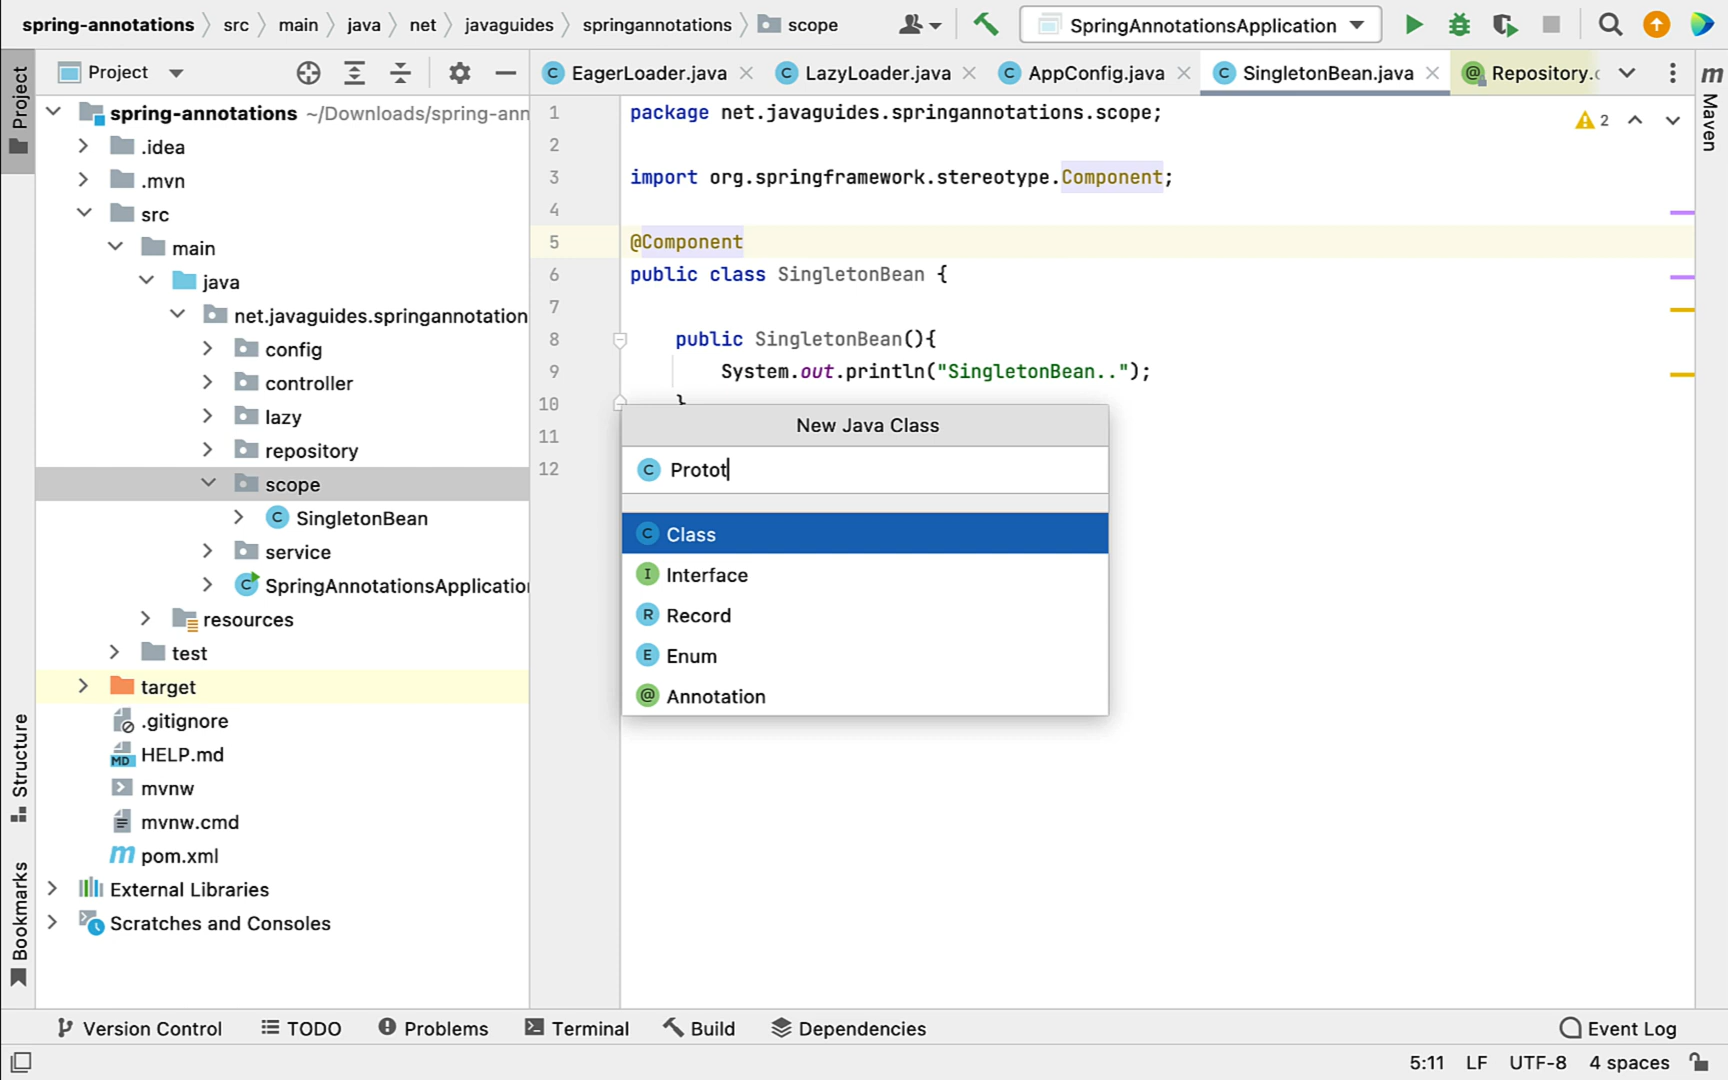 spring-annotations src main java net javaguides springannotations scope SpringAnnotationsApplication
Project
EagerLoader.java LazyLoader.java AppConfig.java SingletonBean.java Repository.c
Project
Structure
Bookmarks
m Maven
spring-annotations ~/Downloads/spring-ann
.idea
.mvn
src
main
java
net.javaguides.springannotation
config
controller
lazy
repository
scope
SingletonBean
service
SpringAnnotationsApplication
resources
test
target
.gitignore
HELP.md
mvnw
mvnw.cmd
pom.xml
External Libraries
Scratches and Consoles
1 package net.javaguides.springannotations.scope;
2
3 import org.springframework.stereotype.Component;
4
5 @Component
6 public class SingletonBean {
7
8 public SingletonBean(){
9 System.out.println("SingletonBean..");
10 }
11
12
2
New Java Class
Protot
Class
Interface
Record
Enum
Annotation
Version Control TODO Problems Terminal Build Dependencies Event Log
5:11 LF UTF-8 4 spaces